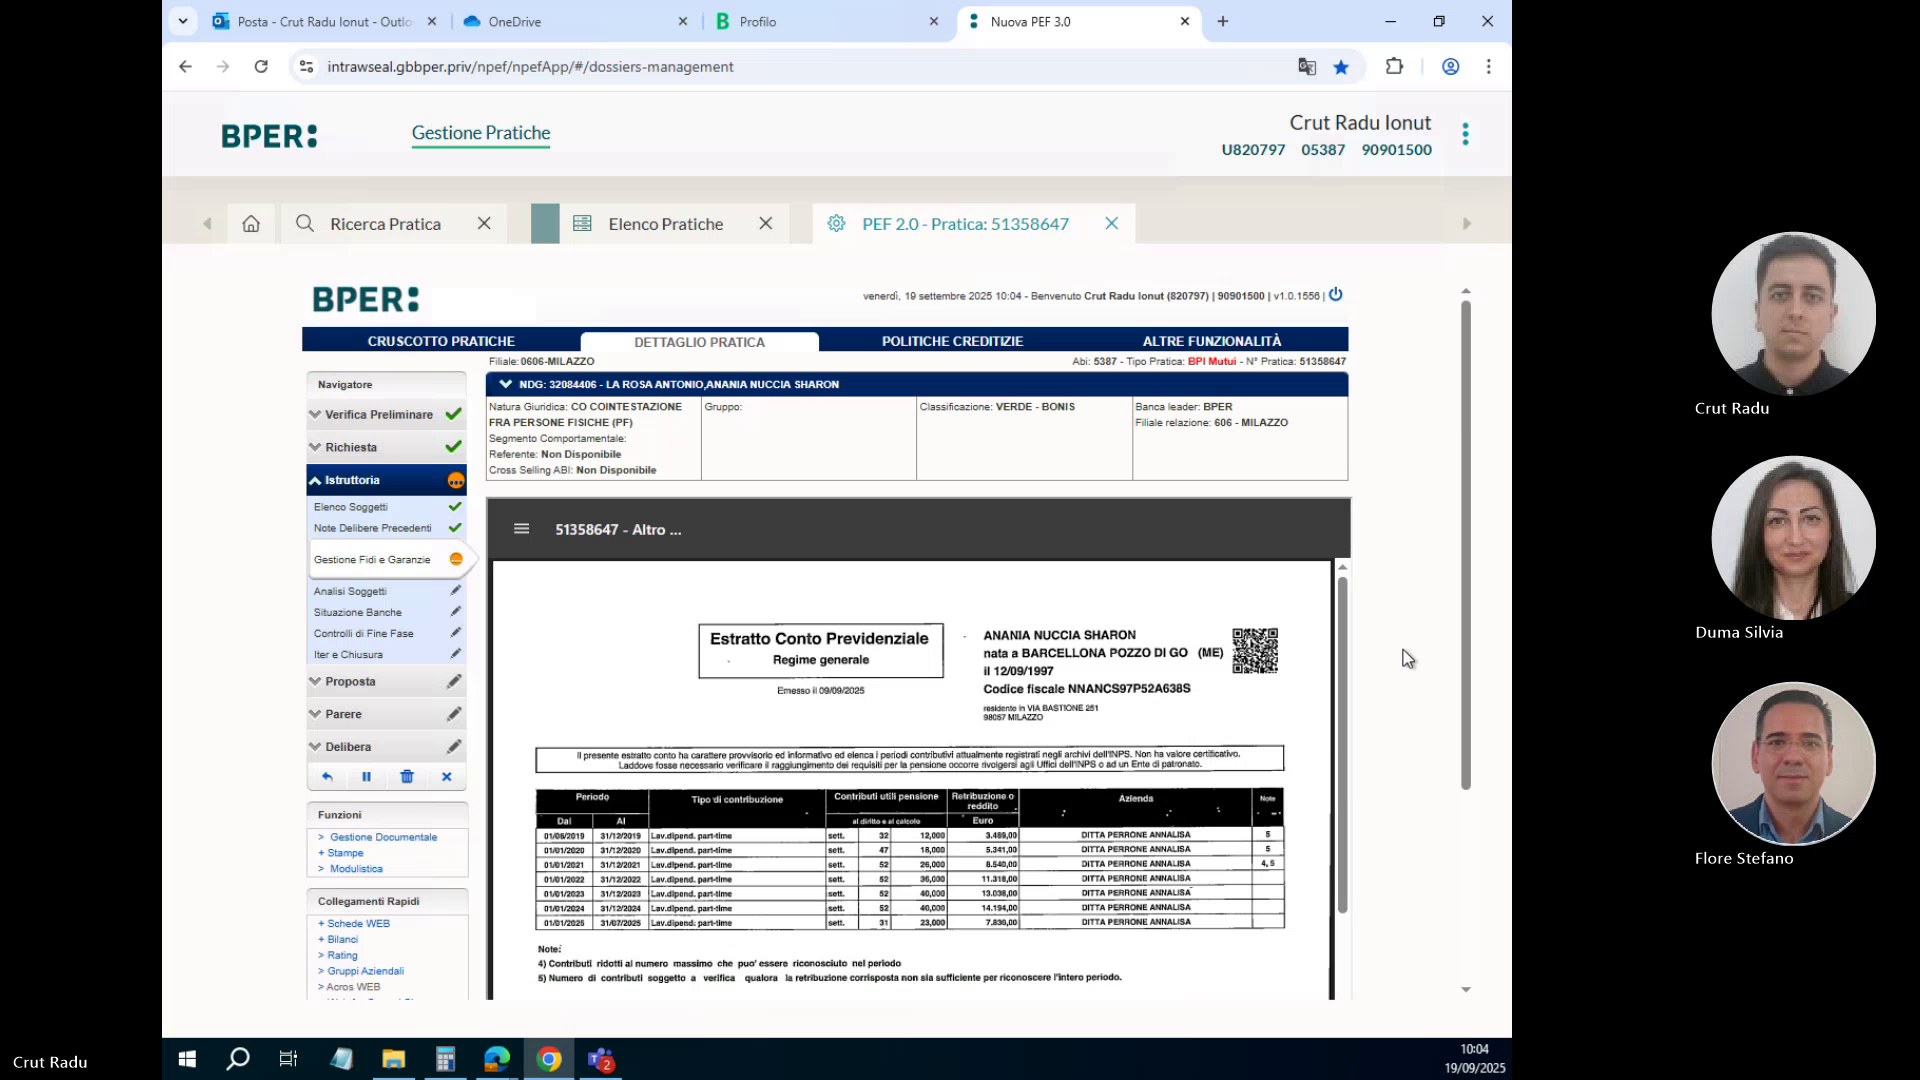 Posta - Crut Radu Ionut - Outlo
OneDrive
Profilo
Nuova PEF 3.0
intrawseal.gbbper.priv/npef/npefApp/#/dossiers-management
BPER:
Gestione Pratiche
Crut Radu Ionut
U820797 05387 90901500
Ricerca Pratica
Elenco Pratiche
PEF 2.0 - Pratica: 51358647
BPER:
venerdì, 19 settembre 2025 10:04 - Benvenuto Crut Radu Ionut (820797) | 90901500 | v1.0.1556 |
CRUSCOTTO PRATICHE
DETTAGLIO PRATICA
POLITICHE CREDITIZIE
ALTRE FUNZIONALITÀ
Filiale: 0606-MILAZZO
Abi: 5387 - Tipo Pratica: BPI Mutui - N° Pratica: 51358647
Navigatore
Verifica Preliminare
Richiesta
Istruttoria
Elenco Soggetti
Note Delibere Precedenti
Gestione Fidi e Garanzie
Analisi Soggetti
Situazione Banche
Controlli di Fine Fase
Iter e Chiusura
Proposta
Parere
Delibera
Funzioni
> Gestione Documentale
+ Stampe
> Modulistica
Collegamenti Rapidi
+ Schede WEB
+ Bilanci
> Rating
> Gruppi Aziendali
> Acros WEB
NDG: 32084406 - LA ROSA ANTONIO,ANANIA NUCCIA SHARON
Natura Giuridica: CO COINTESTAZIONE
FRA PERSONE FISICHE (PF)
Segmento Comportamentale:
Referente: Non Disponibile
Cross Selling ABI: Non Disponibile
Gruppo:
Classificazione: VERDE - BONIS
Banca leader: BPER
Filiale relazione: 606 - MILAZZO
51358647 - Altro ...
Estratto Conto Previdenziale
Regime generale
Emesso il 09/09/2025
ANANIA NUCCIA SHARON
nata a BARCELLONA POZZO DI GO (ME)
il 12/09/1997
Codice fiscale NNANCS97P52A638S
residente in VIA BASTIONE 261
98057 MILAZZO
Il presente estratto conto ha carattere provvisorio ed informativo ed elenca i periodi contributivi attualmente registrati negli archivi dell'INPS. Non ha valore certificativo.
Laddove fosse necessario verificare il raggiungimento dei requisiti per la pensione occorre rivolgersi agli Uffici dell'INPS o ad un Ente di patronato.
Periodo Tipo di contribuzione Contributi utili pensione Retribuzione o reddito Azienda Note
Dal Al al diritto e al calcolo Euro
01/06/2019 31/12/2019 Lav.dipend. part-time sett. 32 12,000 3.489,00 DITTA PERRONE ANNALISA 5
01/01/2020 31/12/2020 Lav.dipend. part-time sett. 47 18,000 5.341,00 DITTA PERRONE ANNALISA 5
01/01/2021 31/12/2021 Lav.dipend. part-time sett. 52 26,000 8.540,00 DITTA PERRONE ANNALISA 4, 5
01/01/2022 31/12/2022 Lav.dipend. part-time sett. 52 36,000 11.318,00 DITTA PERRONE ANNALISA
01/01/2023 31/12/2023 Lav.dipend. part-time sett. 52 40,000 13.038,00 DITTA PERRONE ANNALISA
01/01/2024 31/12/2024 Lav.dipend. part-time sett. 52 40,000 14.194,00 DITTA PERRONE ANNALISA
01/01/2025 31/07/2025 Lav.dipend. part-time sett. 31 23,000 7.830,00 DITTA PERRONE ANNALISA
Note:
4) Contributi ridotti al numero massimo che puo' essere riconosciuto nel periodo
5) Numero di contributi soggetto a verifica qualora la retribuzione corrisposta non sia sufficiente per riconoscere l'intero periodo.
Crut Radu
Duma Silvia
Flore Stefano
Crut Radu
2
10:04
19/09/2025